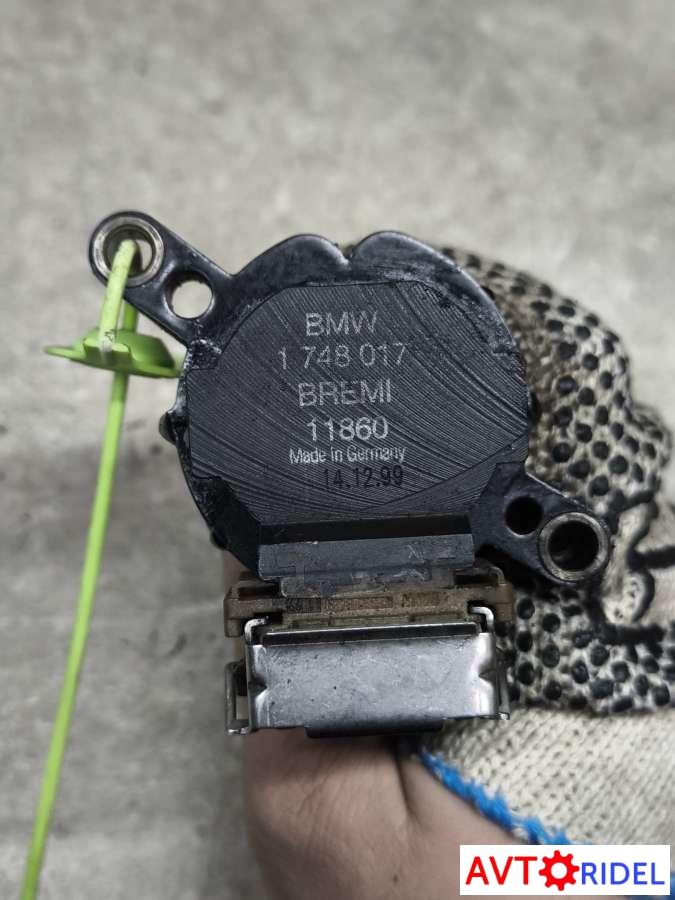 BMW
1 748 017
BREMI
11860
Made in Germany
14.12.99
AVTORIDEL